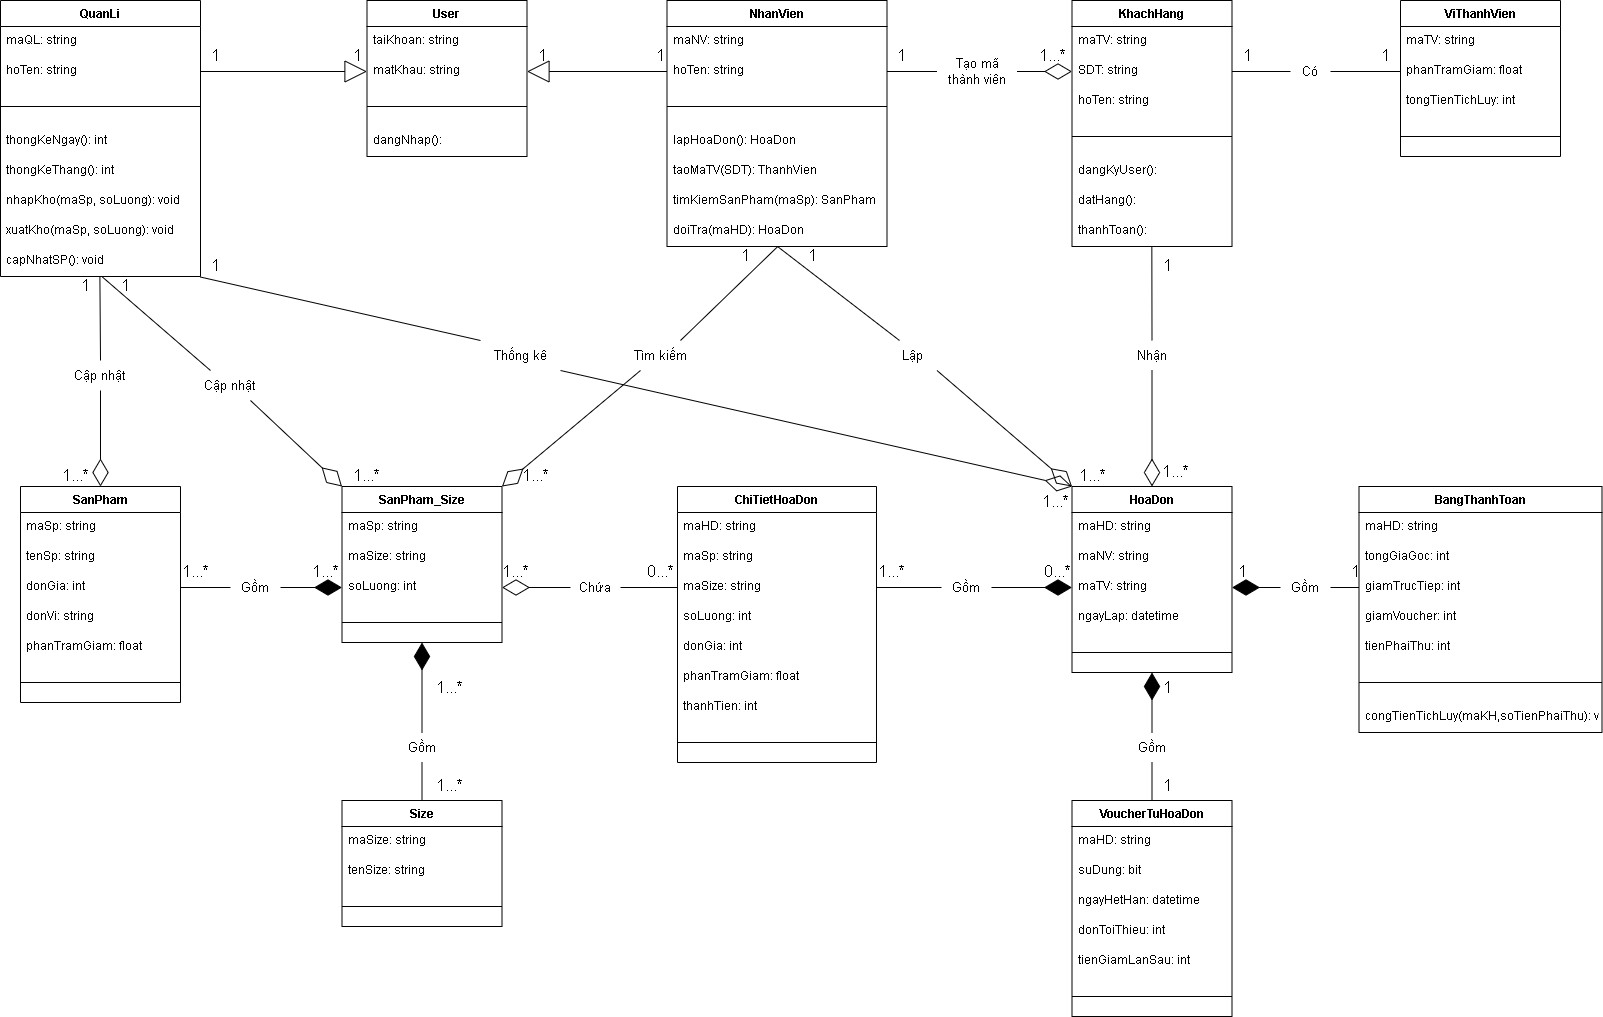 QuanLi
maQL: string
hoTen: string
thongKeNgay(): int
thongKeThang(): int
nhapKho(maSp, soLuong): void
xuatKho(maSp, soLuong): void
capNhatSP(): void
1
1
User
taiKhoan: string
matKhau: string
dangNhap():
1
1
NhanVien
maNV: string
hoTen: string
lapHoaDon(): HoaDon
taoMaTV(SDT): ThanhVien
timKiemSanPham(maSp): SanPham
doiTra(maHD): HoaDon
1
Tạo mã
thành viên
1...*
KhachHang
maTV: string
SDT: string
hoTen: string
dangKyUser():
datHang():
thanhToan():
1
Có
1
ViThanhVien
maTV: string
phanTramGiam: float
tongTienTichLuy: int
1
1
1
1
1
1
Thống kê
Tìm kiếm
Lập
Nhận
Cập nhật
Cập nhật
1...*
1...*
1...*
1...*
1...*
1...*
SanPham
maSp: string
tenSp: string
donGia: int
donVi: string
phanTramGiam: float
1...*
Gồm
1...*
SanPham_Size
maSp: string
maSize: string
soLuong: int
1...*
Chứa
0...*
ChiTietHoaDon
maHD: string
maSp: string
maSize: string
soLuong: int
donGia: int
phanTramGiam: float
thanhTien: int
1...*
Gồm
0...*
HoaDon
maHD: string
maNV: string
maTV: string
ngayLap: datetime
1
Gồm
1
BangThanhToan
maHD: string
tongGiaGoc: int
giamTrucTiep: int
giamVoucher: int
tienPhaiThu: int
congTienTichLuy(maKH,soTienPhaiThu): v
1...*
Gồm
1...*
Size
maSize: string
tenSize: string
1
Gồm
1
VoucherTuHoaDon
maHD: string
suDung: bit
ngayHetHan: datetime
donToiThieu: int
tienGiamLanSau: int